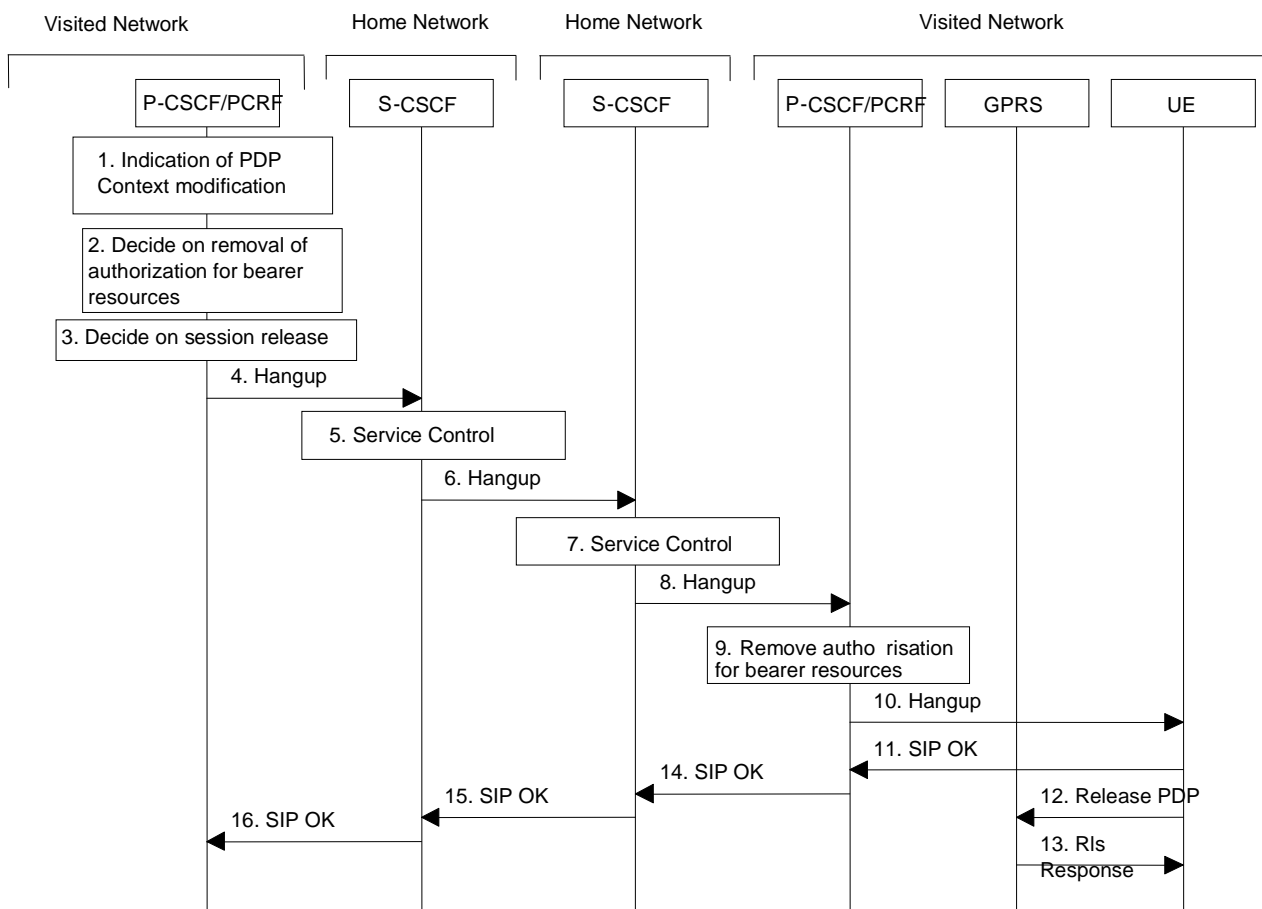 Visited Network
Home Network
Home Network
Visited Network
P-CSCF/PCRF
S-CSCF
S-CSCF
P-CSCF/PCRF
GPRS
UE
1. Indication of PDP
Context modification
2. Decide on removal of
authorization for bearer
resources
3. Decide on session release
4. Hangup
5. Service Control
6. Hangup
7. Service Control
8. Hangup
9. Remove autho risation
for bearer resources
10. Hangup
11. SIP OK
14. SIP OK
12. Release PDP
15. SIP OK
16. SIP OK
13. Rls
Response